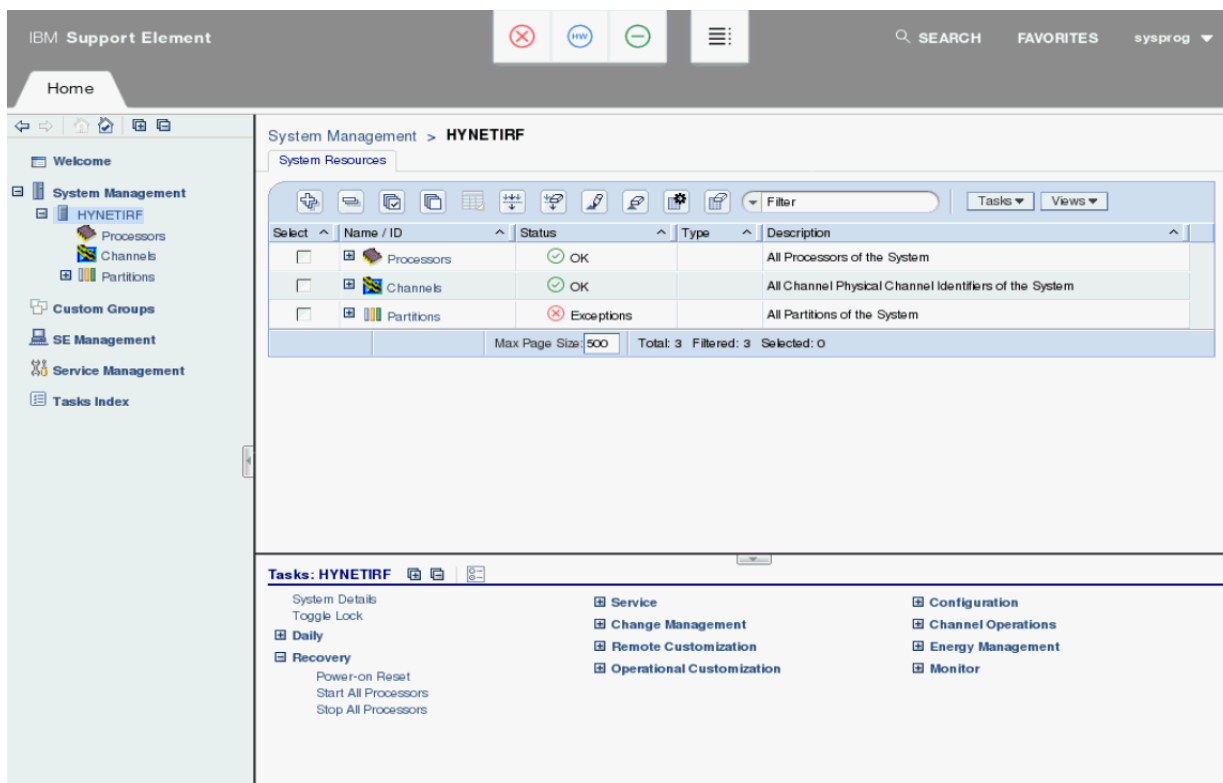 IBM Support Element
HW
SEARCH
FAVORITES
sysprog
Home
Welcome
System Management
HYNETIRF
Processors
Channels
Partitions
Custom Groups
SE Management
Service Management
Tasks Index
System Management > HYNETIRF
System Resources
Filter
Tasks
Views
Select
Name / ID
Status
Type
Description
Processors
OK
All Processors of the System
Channels
OK
All Channel Physical Channel Identifiers of the System
Partitions
Exceptions
All Partitions of the System
Max Page Size: 500
Total: 3 Filtered: 3 Selected: 0
Tasks: HYNETIRF
System Details
Toggle Lock
Daily
Recovery
Power-on Reset
Start All Processors
Stop All Processors
Service
Change Management
Remote Customization
Operational Customization
Configuration
Channel Operations
Energy Management
Monitor